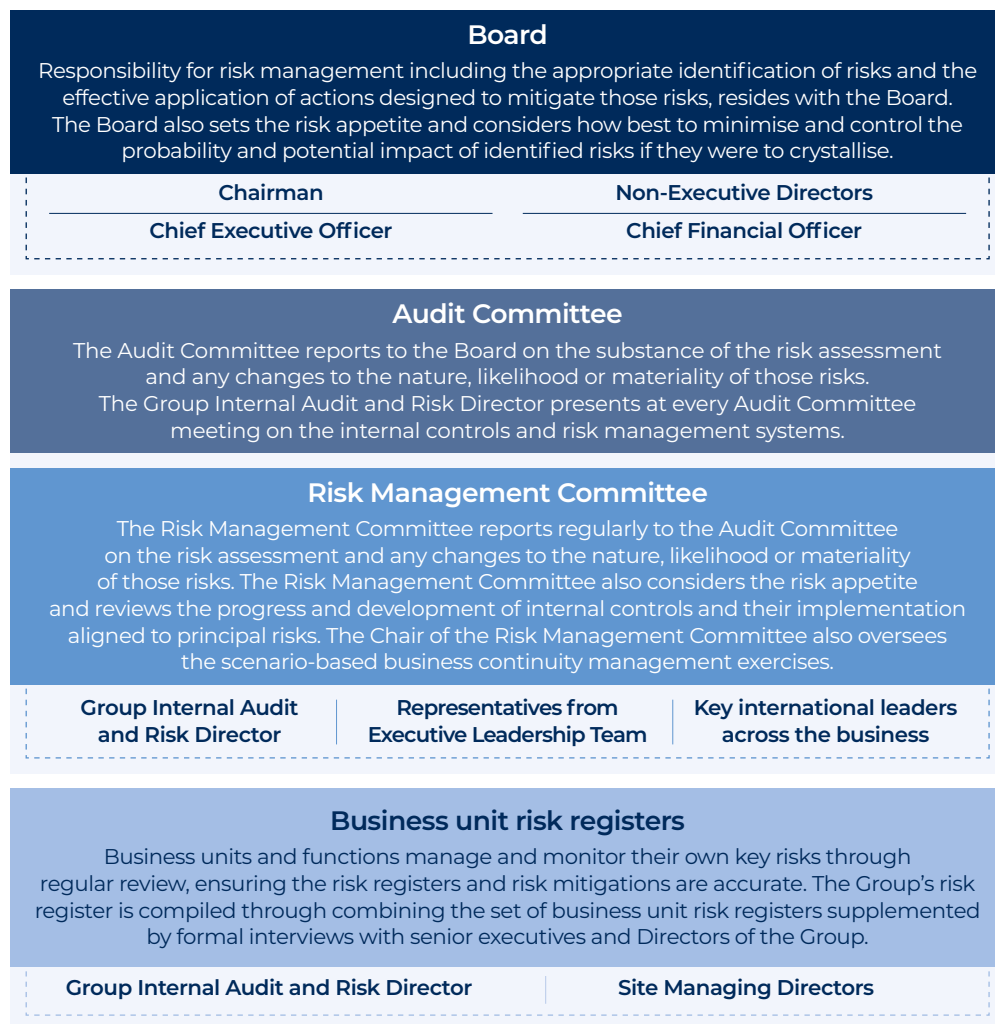 Board
Responsibility for risk management including the appropriate identification of risks and the
effective application of actions designed to mitigate those risks, resides with the Board.
The Board also sets the risk appetite and considers how best to minimise and control the
probability and potential impact of identified risks if they were to crystallise.
Chairman
Non-Executive Directors
Chief Executive Officer
Chief Financial Officer
Audit Committee
The Audit Committee reports to the Board on the substance of the risk assessment
and any changes to the nature, likelihood or materiality of those risks.
The Group Internal Audit and Risk Director presents at every Audit Committee
meeting on the internal controls and risk management systems.
Risk Management Committee
The Risk Management Committee reports regularly to the Audit Committee
on the risk assessment and any changes to the nature, likelihood or materiality
of those risks. The Risk Management Committee also considers the risk appetite
and reviews the progress and development of internal controls and their implementation
aligned to principal risks. The Chair of the Risk Management Committee also oversees
the scenario-based business continuity management exercises.
Group Internal Audit
and Risk Director
Representatives from
Executive Leadership Team
Key international leaders
across the business
Business unit risk registers
Business units and functions manage and monitor their own key risks through
regular review, ensuring the risk registers and risk mitigations are accurate. The Group’s risk
register is compiled through combining the set of business unit risk registers supplemented
by formal interviews with senior executives and Directors of the Group.
Group Internal Audit and Risk Director
Site Managing Directors